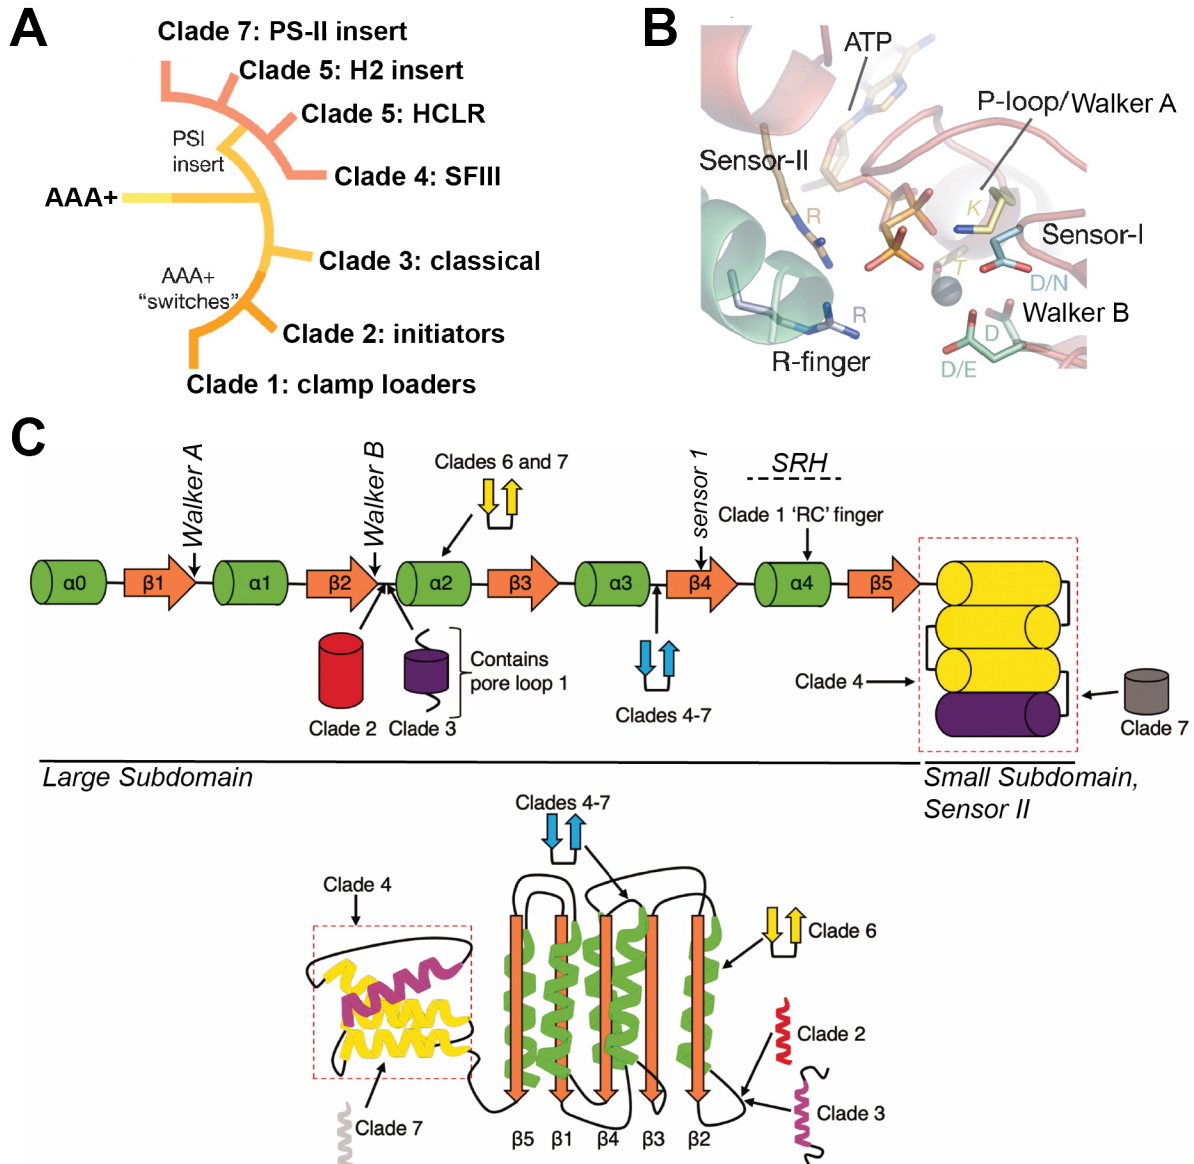 A
Clade 7: PS-II insert
Clade 5: H2 insert
Clade 5: HCLR
PSI
insert
Clade 4: SFIII
AAA+
Clade 3: classical
AAA+
“switches”
Clade 2: initiators
Clade 1: clamp loaders
B
ATP
P-loop/Walker A
Sensor-II
R
K
Sensor-I
T
D/N
R
Walker B
D
R-finger
D/E
C
Walker A
Walker B
Clades 6 and 7
sensor 1
SRH
Clade 1 ‘RC’ finger
α0
β1
α1
β2
α2
β3
α3
β4
α4
β5
Contains
pore loop 1
Clade 2
Clade 3
Clades 4-7
Clade 4
Clade 7
Large Subdomain
Small Subdomain,
Sensor II
Clades 4-7
Clade 4
Clade 6
Clade 2
Clade 3
Clade 7
β5
β1
β4
β3
β2